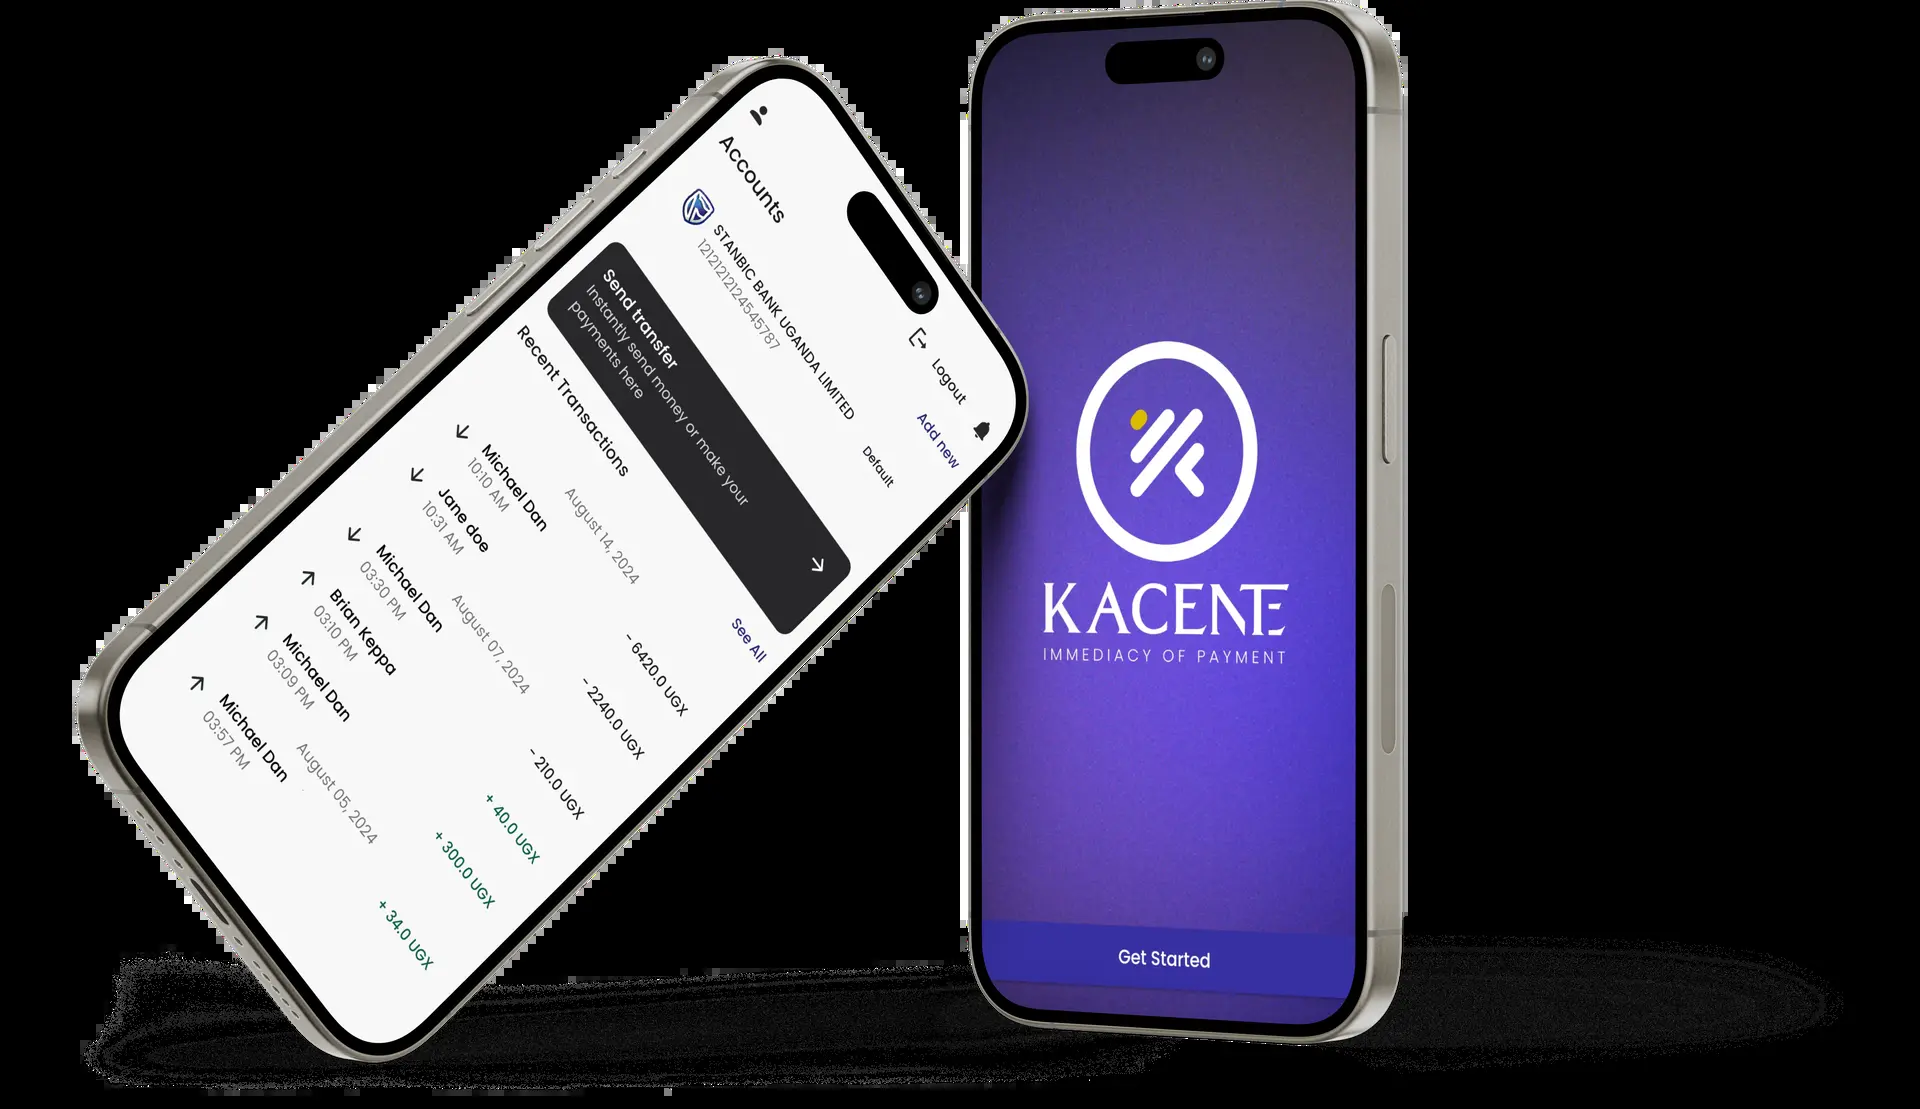 Accounts
Logout
Add new
STANBIC BANK UGANDA LIMITED
1212121212454545787
Default
Send transfer
Instantly send money or make your
payments here
Recent Transactions
See All
August 14, 2024
Michael Dan
10:10 AM
- 6420.0 UGX
Jane doe
10:31 AM
- 2240.0 UGX
August 07, 2024
Michael Dan
03:30 PM
- 210.0 UGX
Brian Keppa
03:10 PM
+ 40.0 UGX
Michael Dan
03:09 PM
+ 300.0 UGX
August 05, 2024
Michael Dan
03:57 PM
+ 34.0 UGX
KACENTE
IMMEDIACY OF PAYMENT
Get Started